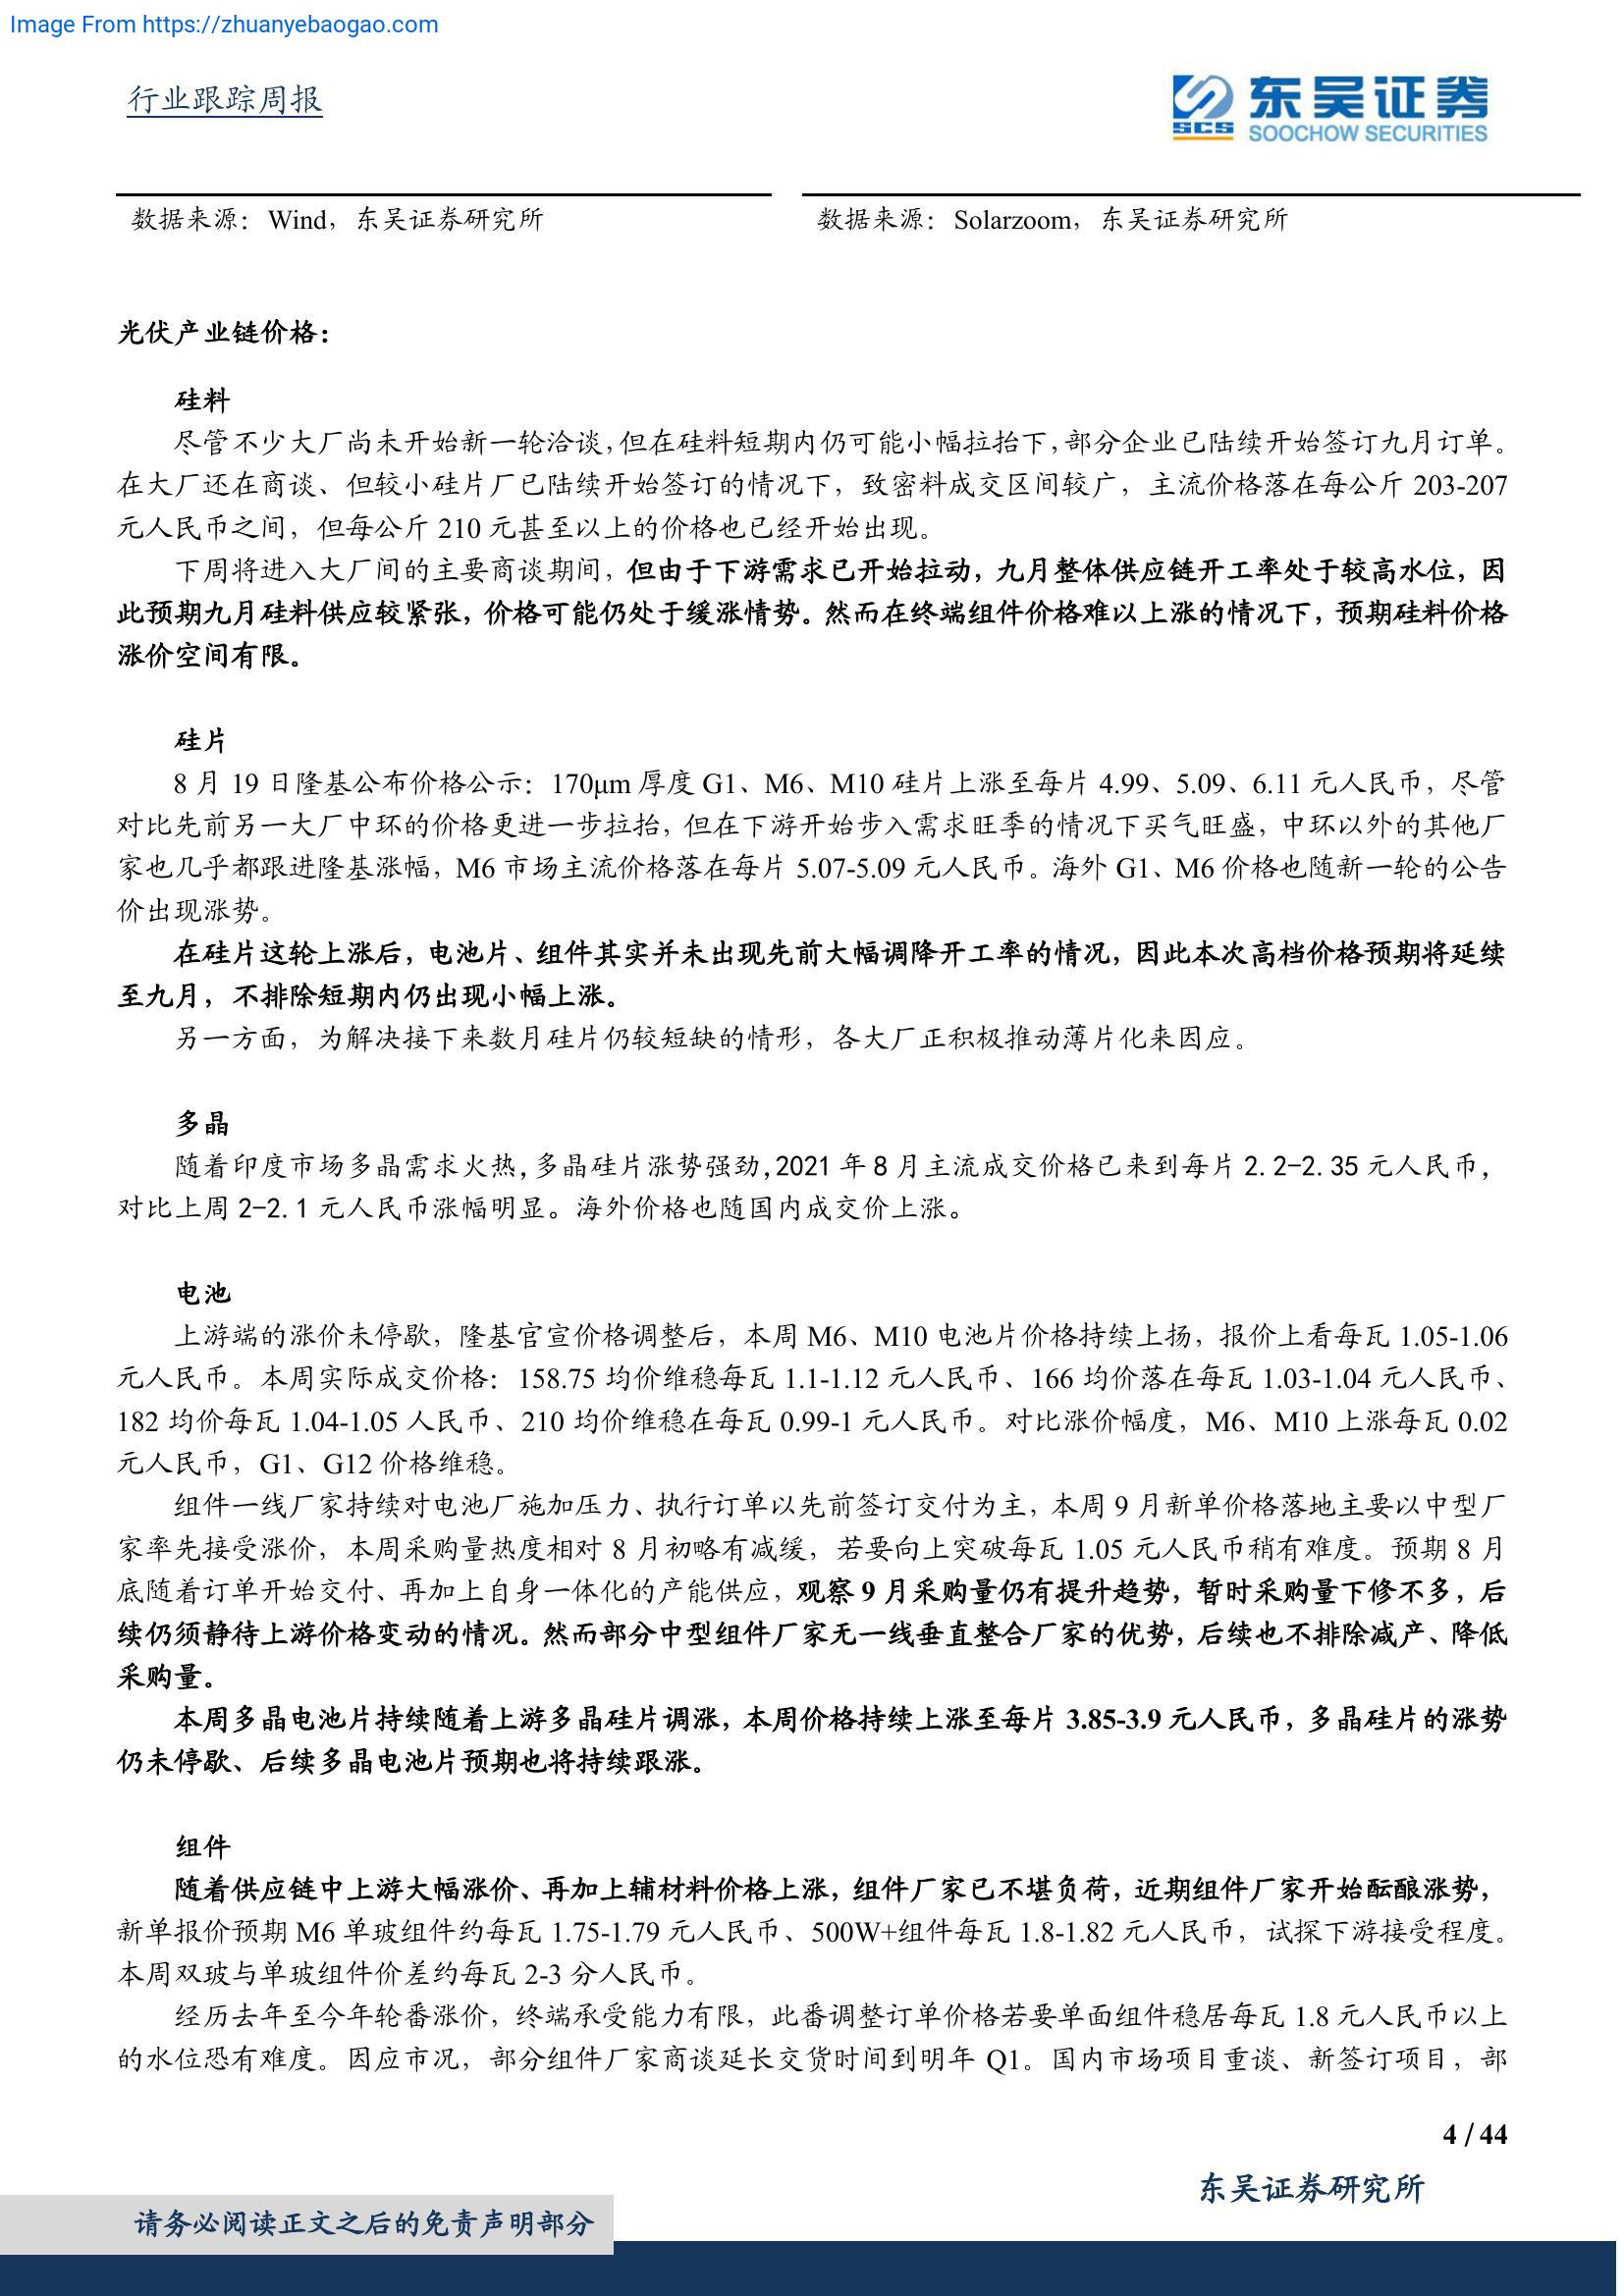 Image From https://zhuanyebaogao.com
行业跟踪周报
SCS
东吴证券
SOOCHOW SECURITIES
数据来源：Wind，东吴证券研究所
数据来源：Solarzoom，东吴证券研究所
光伏产业链价格：
硅料
尽管不少大厂尚未开始新一轮洽谈，但在硅料短期内仍可能小幅拉抬下，部分企业已陆续开始签订九月订单。
在大厂还在商谈、但较小硅片厂已陆续开始签订的情况下，致密料成交区间较广，主流价格落在每公斤 203-207
元人民币之间，但每公斤 210 元甚至以上的价格也已经开始出现。
下周将进入大厂间的主要商谈期间，但由于下游需求已开始拉动，九月整体供应链开工率处于较高水位，因
此预期九月硅料供应较紧张，价格可能仍处于缓涨情势。然而在终端组件价格难以上涨的情况下，预期硅料价格
涨价空间有限。
硅片
8 月 19 日隆基公布价格公示：170μm 厚度 G1、M6、M10 硅片上涨至每片 4.99、5.09、6.11 元人民币，尽管
对比先前另一大厂中环的价格更进一步拉抬，但在下游开始步入需求旺季的情况下买气旺盛，中环以外的其他厂
家也几乎都跟进隆基涨幅，M6 市场主流价格落在每片 5.07-5.09 元人民币。海外 G1、M6 价格也随新一轮的公告
价出现涨势。
在硅片这轮上涨后，电池片、组件其实并未出现先前大幅调降开工率的情况，因此本次高档价格预期将延续
至九月，不排除短期内仍出现小幅上涨。
另一方面，为解决接下来数月硅片仍较短缺的情形，各大厂正积极推动薄片化来因应。
多晶
随着印度市场多晶需求火热，多晶硅片涨势强劲，2021 年 8 月主流成交价格已来到每片 2.2-2.35 元人民币，
对比上周 2-2.1 元人民币涨幅明显。海外价格也随国内成交价上涨。
电池
上游端的涨价未停歇，隆基官宣价格调整后，本周 M6、M10 电池片价格持续上扬，报价上看每瓦 1.05-1.06
元人民币。本周实际成交价格：158.75 均价维稳每瓦 1.1-1.12 元人民币、166 均价落在每瓦 1.03-1.04 元人民币、
182 均价每瓦 1.04-1.05 人民币、210 均价维稳在每瓦 0.99-1 元人民币。对比涨价幅度，M6、M10 上涨每瓦 0.02
元人民币，G1、G12 价格维稳。
组件一线厂家持续对电池厂施加压力、执行订单以先前签订交付为主，本周 9 月新单价格落地主要以中型厂
家率先接受涨价，本周采购量热度相对 8 月初略有减缓，若要向上突破每瓦 1.05 元人民币稍有难度。预期 8 月
底随着订单开始交付、再加上自身一体化的产能供应，观察 9 月采购量仍有提升趋势，暂时采购量下修不多，后
续仍须静待上游价格变动的情况。然而部分中型组件厂家无一线垂直整合厂家的优势，后续也不排除减产、降低
采购量。
本周多晶电池片持续随着上游多晶硅片调涨，本周价格持续上涨至每片 3.85-3.9 元人民币，多晶硅片的涨势
仍未停歇、后续多晶电池片预期也将持续跟涨。
组件
随着供应链中上游大幅涨价、再加上辅材料价格上涨，组件厂家已不堪负荷，近期组件厂家开始酝酿涨势，
新单报价预期 M6 单玻组件约每瓦 1.75-1.79 元人民币、500W+组件每瓦 1.8-1.82 元人民币，试探下游接受程度。
本周双玻与单玻组件价差约每瓦 2-3 分人民币。
经历去年至今年轮番涨价，终端承受能力有限，此番调整订单价格若要单面组件稳居每瓦 1.8 元人民币以上
的水位恐有难度。因应市况，部分组件厂家商谈延长交货时间到明年 Q1。国内市场项目重谈、新签订项目，部
4 / 44
东吴证券研究所
请务必阅读正文之后的免责声明部分